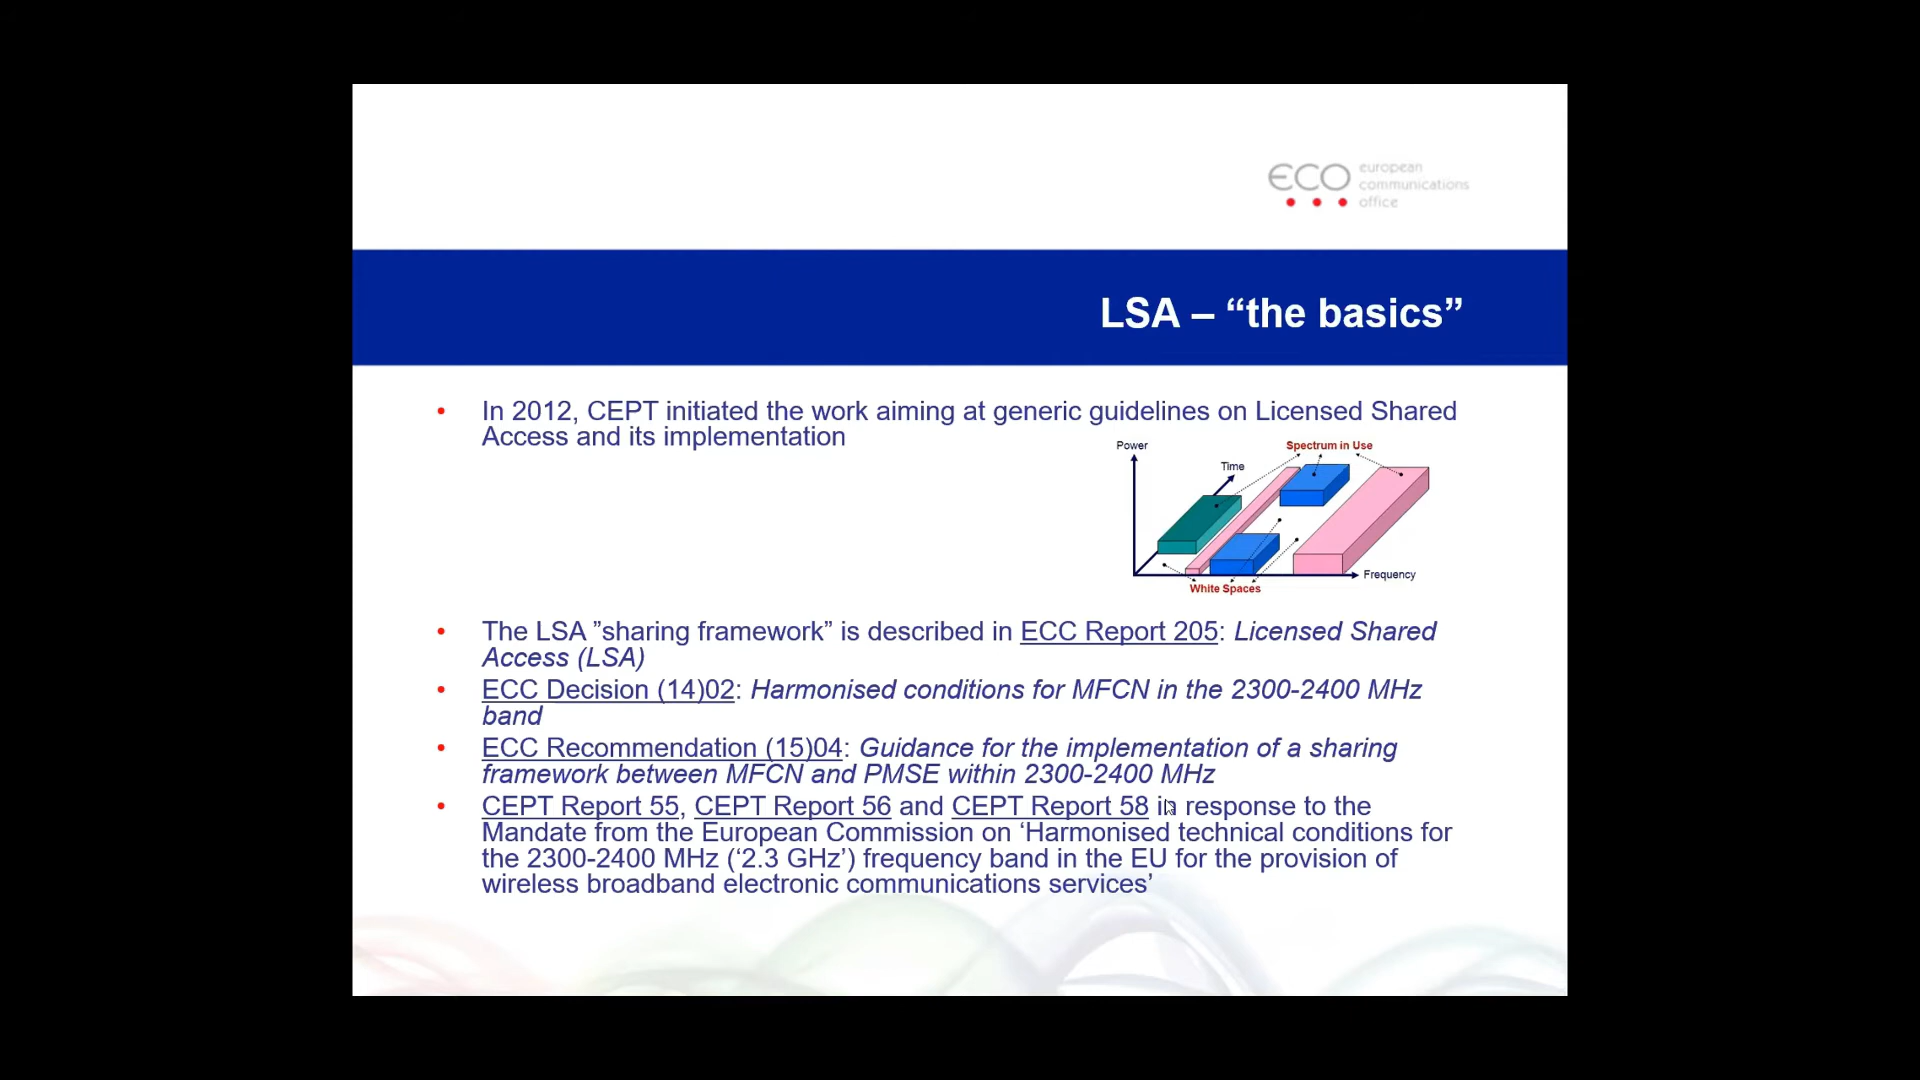 ECO european
communications
office
LSA – “the basics”
• In 2012, CEPT initiated the work aiming at generic guidelines on Licensed Shared
Access and its implementation
Power
Spectrum in Use
Time
Frequency
White Spaces
• The LSA ”sharing framework” is described in ECC Report 205: Licensed Shared
Access (LSA)
• ECC Decision (14)02: Harmonised conditions for MFCN in the 2300-2400 MHz
band
• ECC Recommendation (15)04: Guidance for the implementation of a sharing
framework between MFCN and PMSE within 2300-2400 MHz
• CEPT Report 55, CEPT Report 56 and CEPT Report 58 in response to the
Mandate from the European Commission on ‘Harmonised technical conditions for
the 2300-2400 MHz (‘2.3 GHz’) frequency band in the EU for the provision of
wireless broadband electronic communications services’